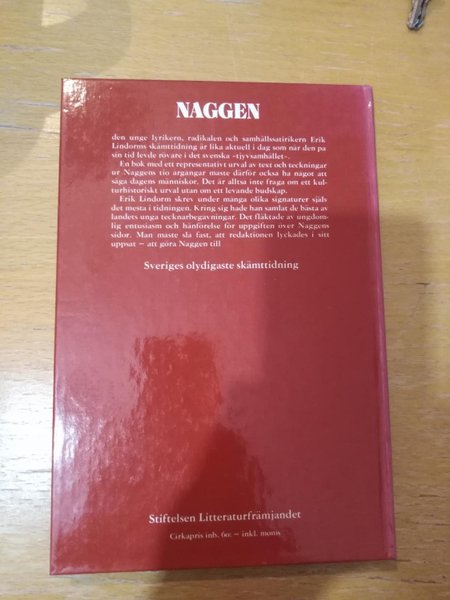 NAGGEN
den unge lyrikern, radikalen och samhällssatirikern Erik
Lindorms skämttidning är lika aktuell i dag som när den på
sin tid levde rövare i det svenska »tjyvsamhället».
En bok med ett representativt urval av text och teckningar
ur Naggens tio årgångar måste därför också ha något att
säga dagens människor. Det är alltså inte fråga om ett kul-
turhistoriskt urval utan om ett levande budskap.
Erik Lindorm skrev under många olika signaturer själv
det mesta i tidningen. Kring sig hade han samlat de bästa av
landets unga tecknarbegåvningar. Det fläktade av ungdom-
lig entusiasm och hänförelse för uppgiften över Naggens
sidor. Man måste slå fast, att redaktionen lyckades i sitt
uppsåt – att göra Naggen till
Sveriges olydigaste skämttidning
Stiftelsen Litteraturfrämjandet
Cirkapris inb. 60: – inkl. moms